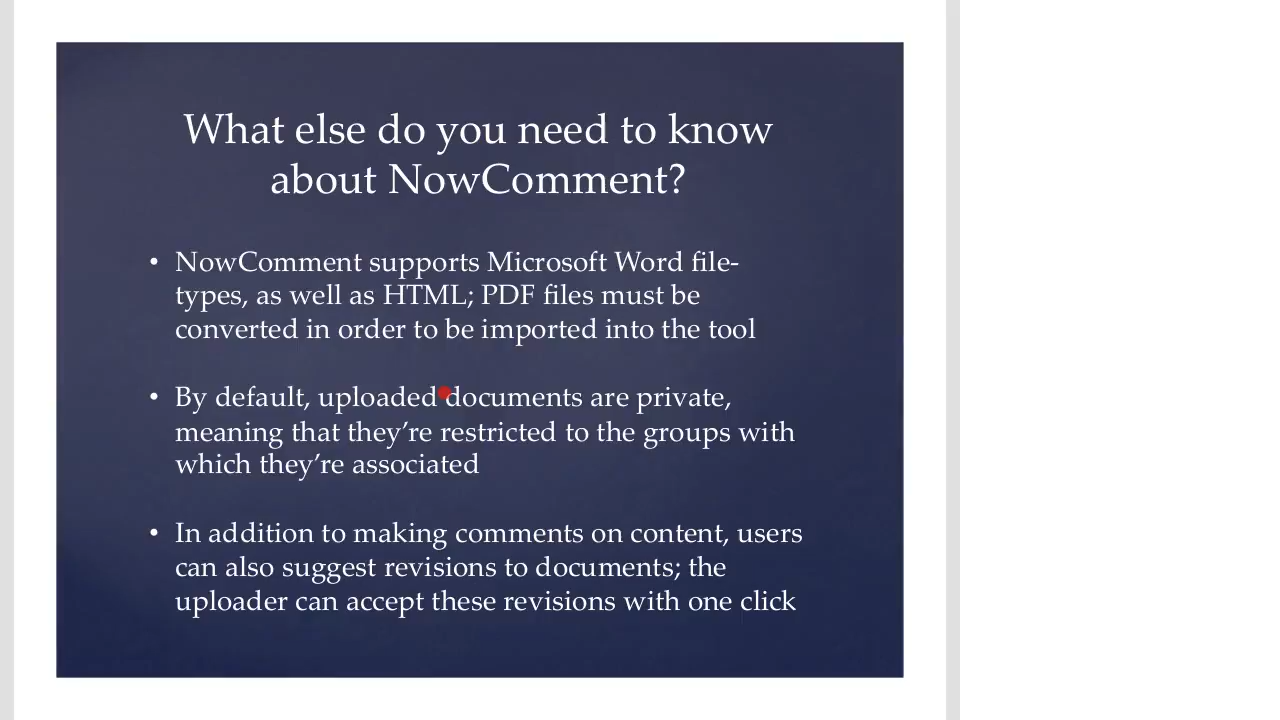 What else do you need to know
about NowComment?
• NowComment supports Microsoft Word file-
types, as well as HTML; PDF files must be
converted in order to be imported into the tool
• By default, uploaded documents are private,
meaning that they’re restricted to the groups with
which they’re associated
• In addition to making comments on content, users
can also suggest revisions to documents; the
uploader can accept these revisions with one click